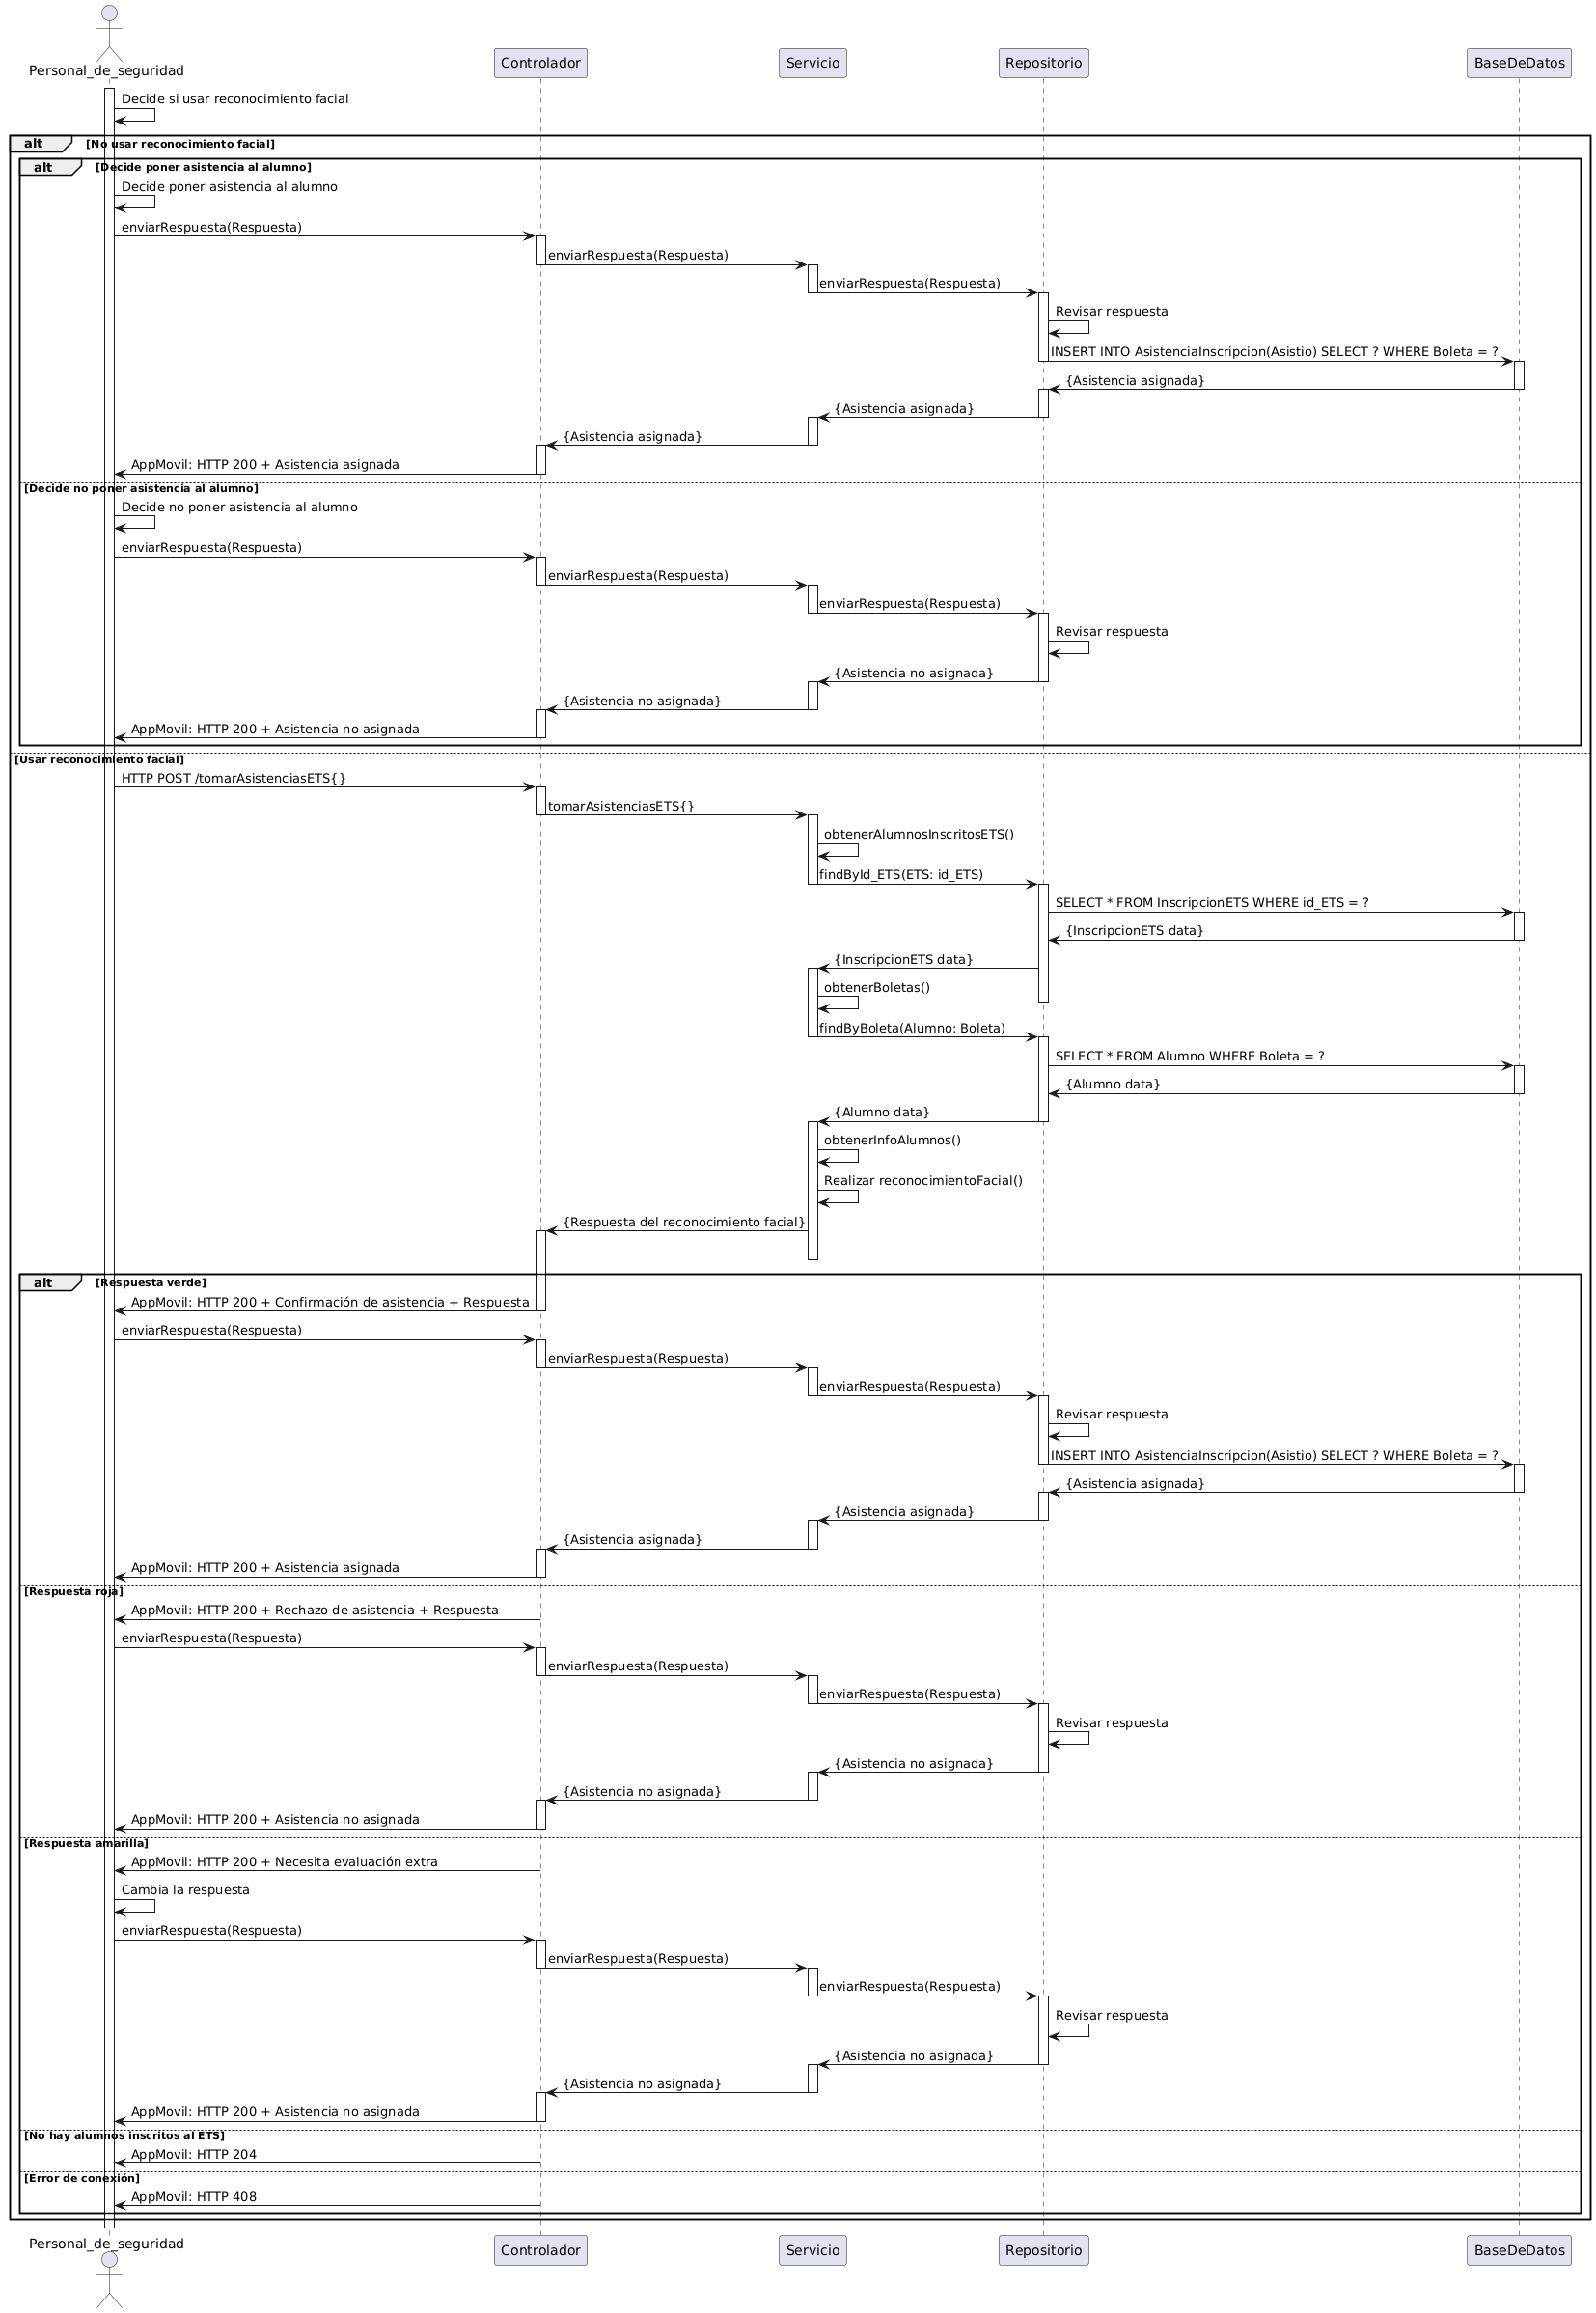 Personal_de_seguridad
Controlador
Servicio
Repositorio
BaseDeDatos
Decide si usar reconocimiento facial
alt [No usar reconocimiento facial]
alt [Decide poner asistencia al alumno]
Decide poner asistencia al alumno
enviarRespuesta(Respuesta)
enviarRespuesta(Respuesta)
enviarRespuesta(Respuesta)
Revisar respuesta
INSERT INTO AsistenciaInscripcion(Asistio) SELECT ? WHERE Boleta = ?
{Asistencia asignada}
{Asistencia asignada}
{Asistencia asignada}
AppMovil: HTTP 200 + Asistencia asignada
[Decide no poner asistencia al alumno]
Decide no poner asistencia al alumno
enviarRespuesta(Respuesta)
enviarRespuesta(Respuesta)
enviarRespuesta(Respuesta)
Revisar respuesta
{Asistencia no asignada}
{Asistencia no asignada}
AppMovil: HTTP 200 + Asistencia no asignada
[Usar reconocimiento facial]
HTTP POST /tomarAsistenciasETS{}
tomarAsistenciasETS{}
obtenerAlumnosInscritosETS()
findById_ETS(ETS: id_ETS)
SELECT * FROM InscripcionETS WHERE id_ETS = ?
{InscripcionETS data}
{InscripcionETS data}
obtenerBoletas()
findByBoleta(Alumno: Boleta)
SELECT * FROM Alumno WHERE Boleta = ?
{Alumno data}
{Alumno data}
obtenerInfoAlumnos()
Realizar reconocimientoFacial()
{Respuesta del reconocimiento facial}
alt [Respuesta verde]
AppMovil: HTTP 200 + Confirmación de asistencia + Respuesta
enviarRespuesta(Respuesta)
enviarRespuesta(Respuesta)
enviarRespuesta(Respuesta)
Revisar respuesta
INSERT INTO AsistenciaInscripcion(Asistio) SELECT ? WHERE Boleta = ?
{Asistencia asignada}
{Asistencia asignada}
{Asistencia asignada}
AppMovil: HTTP 200 + Asistencia asignada
[Respuesta roja]
AppMovil: HTTP 200 + Rechazo de asistencia + Respuesta
enviarRespuesta(Respuesta)
enviarRespuesta(Respuesta)
enviarRespuesta(Respuesta)
Revisar respuesta
{Asistencia no asignada}
{Asistencia no asignada}
AppMovil: HTTP 200 + Asistencia no asignada
[Respuesta amarilla]
AppMovil: HTTP 200 + Necesita evaluación extra
Cambia la respuesta
enviarRespuesta(Respuesta)
enviarRespuesta(Respuesta)
enviarRespuesta(Respuesta)
Revisar respuesta
{Asistencia no asignada}
{Asistencia no asignada}
AppMovil: HTTP 200 + Asistencia no asignada
[No hay alumnos inscritos al ETS]
AppMovil: HTTP 204
[Error de conexión]
AppMovil: HTTP 408
Personal_de_seguridad
Controlador
Servicio
Repositorio
BaseDeDatos